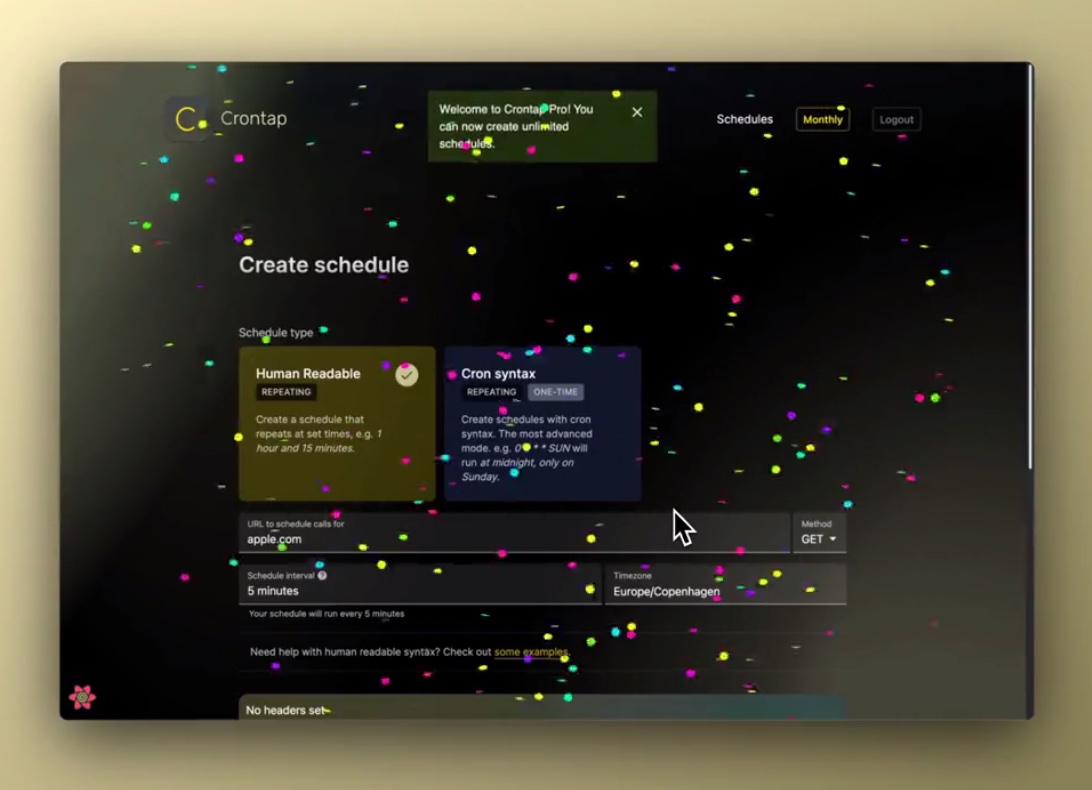 Crontap
Welcome to Crontap Pro! You
can now create unlimited
schedules.
Schedules
Monthly
Logout
Create schedule
Schedule type
Human Readable
REPEATING
Create a schedule that
repeats at set times, e.g. 1
hour and 15 minutes.
Cron syntax
REPEATING ONE-TIME
Create schedules with cron
syntax. The most advanced
mode. e.g. 0 * * SUN will
run at midnight, only on
Sunday.
URL to schedule calls for
apple.com
Method
GET
Schedule interval
5 minutes
Timezone
Europe/Copenhagen
Your schedule will run every 5 minutes
Need help with human readable syntax? Check out some examples.
No headers set